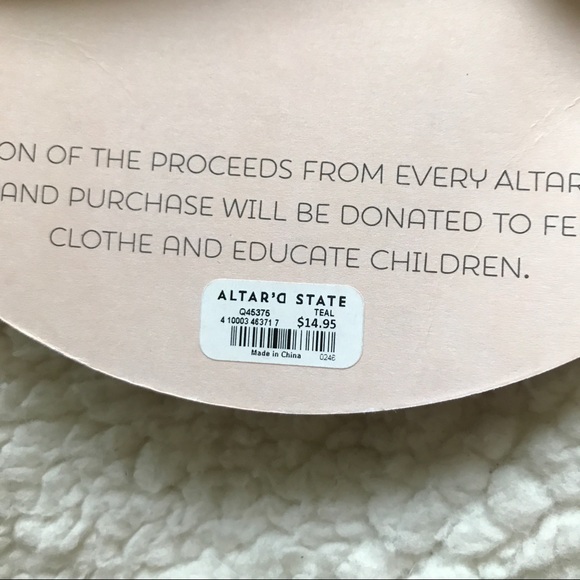 ON OF THE PROCEEDS FROM EVERY ALTAR
AND PURCHASE WILL BE DONATED TO FE
CLOTHE AND EDUCATE CHILDREN.
ALTAR'D STATE
Q45376 TEAL
4 10003 46371 7 $14.95
Made in China 0246